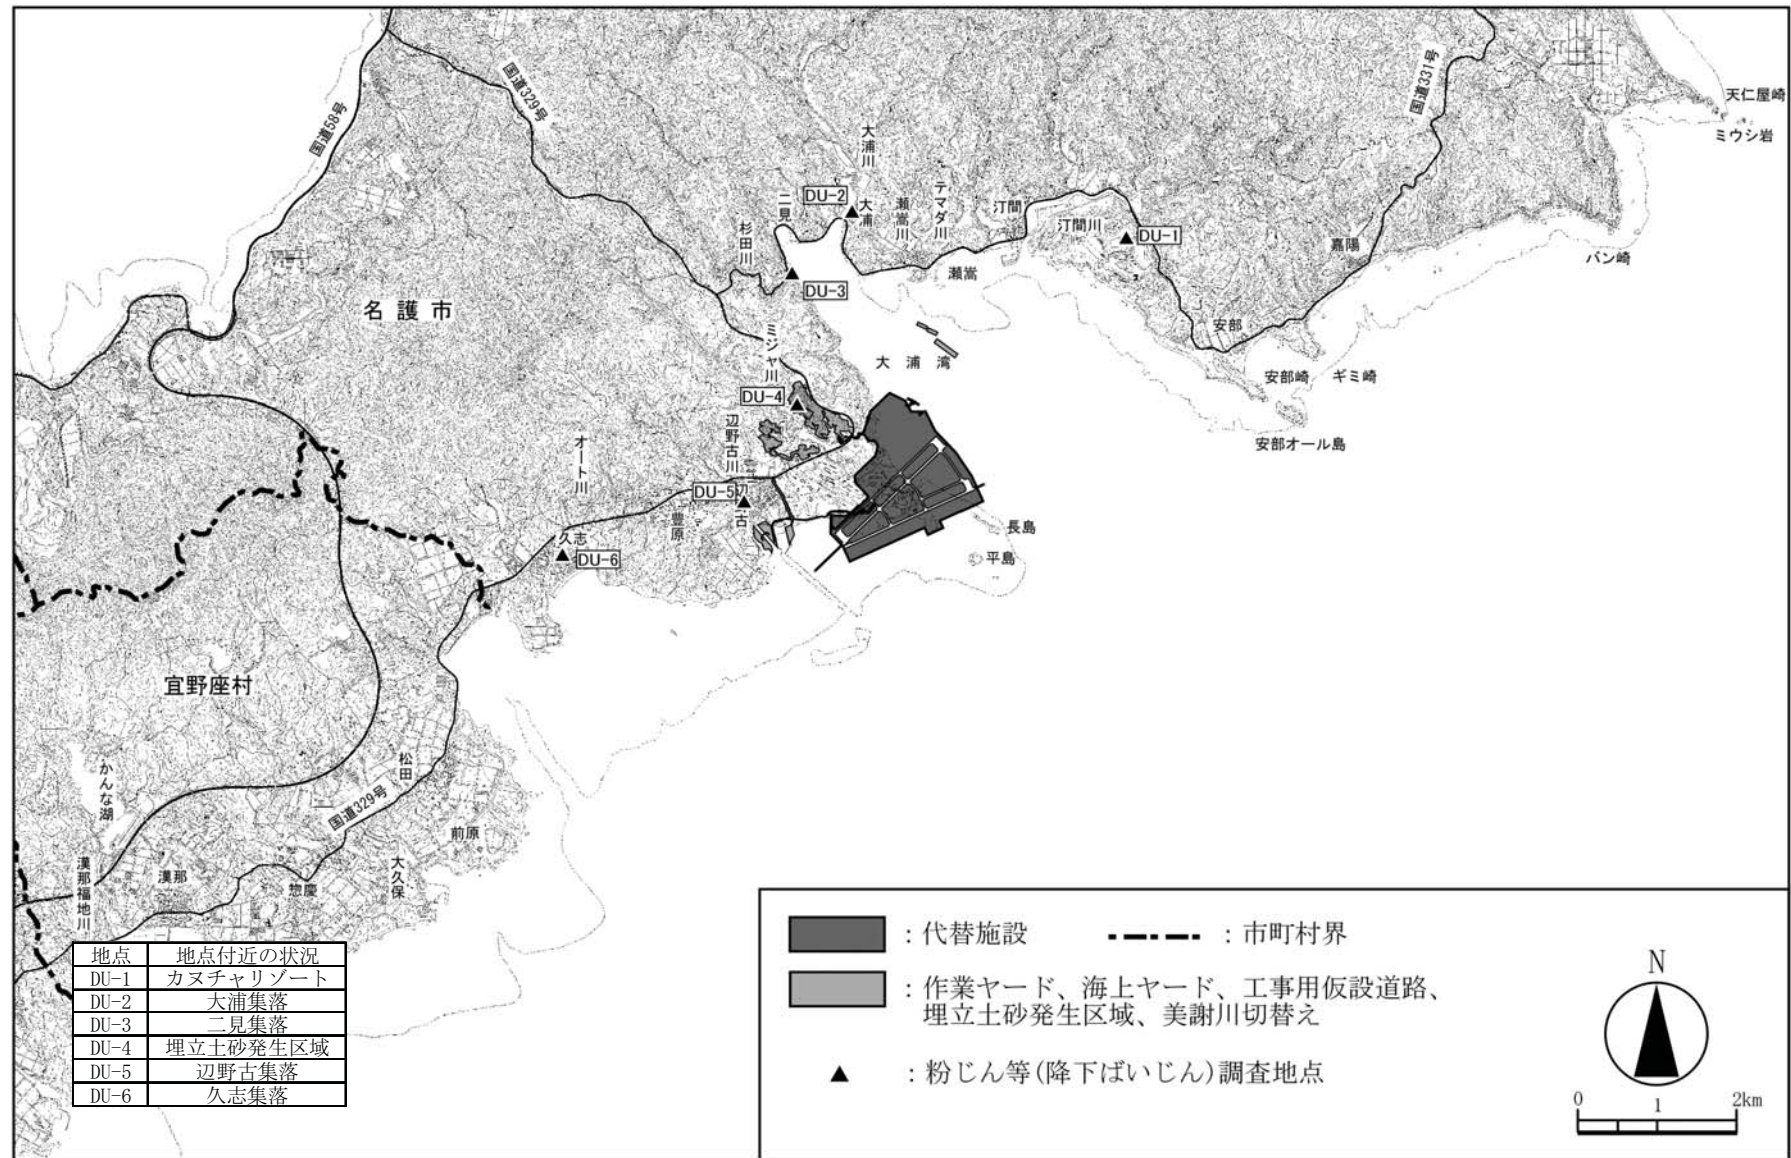 国道58号
国道329号
国道331号
天仁屋崎
ミウシ岩
バン崎
嘉陽
大浦川
テマダ川
瀬嵩川
汀間
汀間川
DU-1
DU-2
大浦
二見
杉田川
DU-3
瀬嵩
名護市
安部
大浦湾
安部崎
ギミ崎
安部オール島
ミジャ川
DU-4
辺野古川
オート川
DU-5
豊原
久志
DU-6
長島
平島
宜野座村
かんな湖
松田
国道329号
前原
大久保
惣慶
漢那
漢那福地川
地点 地点付近の状況
DU-1 カヌチャリゾート
DU-2 大浦集落
DU-3 二見集落
DU-4 埋立土砂発生区域
DU-5 辺野古集落
DU-6 久志集落
：代替施設
：市町村界
：作業ヤード、海上ヤード、工事用仮設道路、
埋立土砂発生区域、美謝川切替え
▲ ：粉じん等(降下ばいじん)調査地点
N
0 1 2km